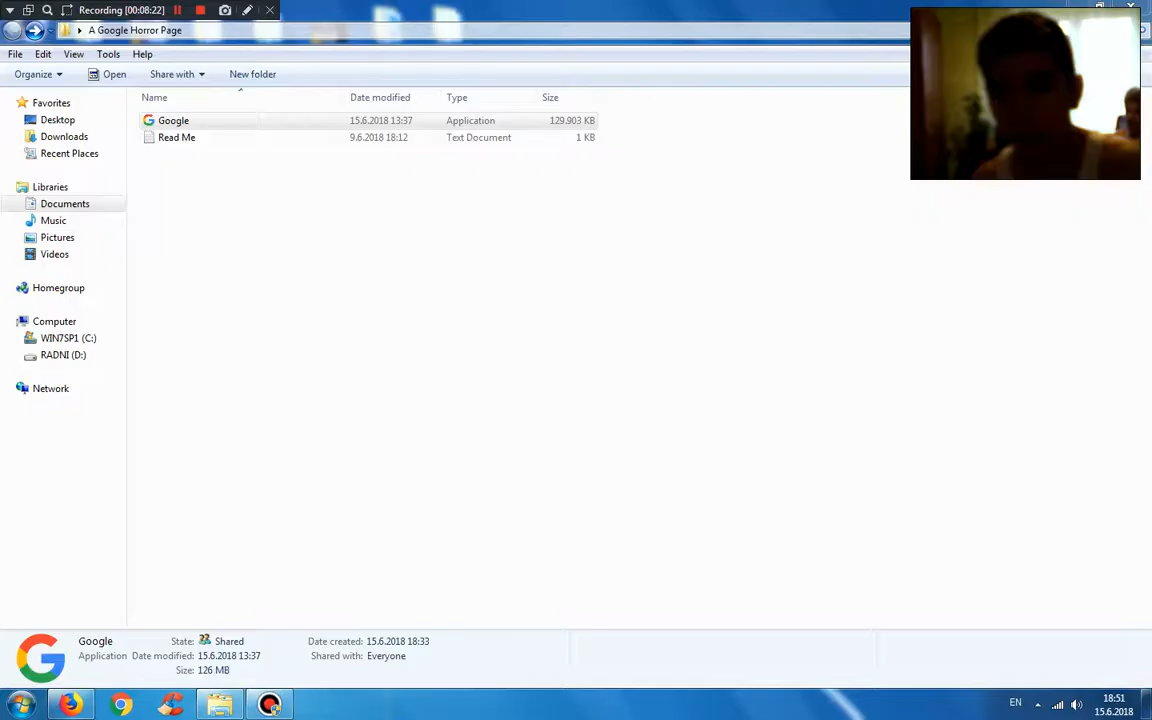 Recording [00:08:22]
A Google Horror Page
File Edit View Tools Help
Organize Open Share with New folder
Name Date modified Type Size
Google 15.6.2018 13:37 Application 129.903 KB
Read Me 9.6.2018 18:12 Text Document 1 KB
Favorites
Desktop
Downloads
Recent Places
Libraries
Documents
Music
Pictures
Videos
Homegroup
Computer
WIN7SP1 (C:)
RADNI (D:)
Network
Google State: Shared Date created: 15.6.2018 18:33
Application Date modified: 15.6.2018 13:37 Shared with: Everyone
Size: 126 MB
EN 18:51
15.6.2018